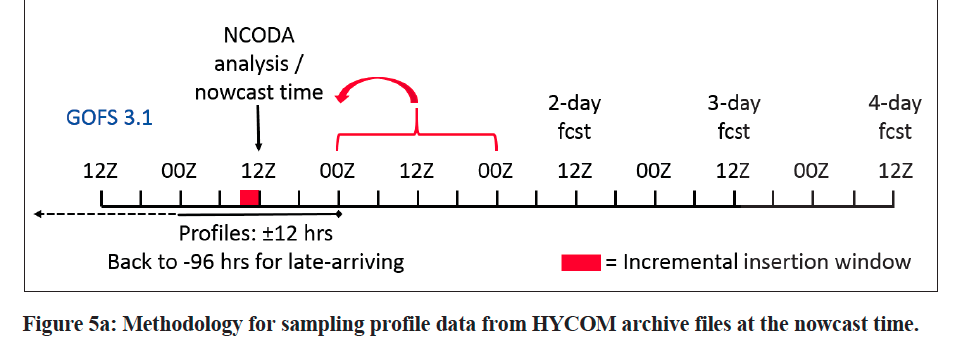 NCODA
analysis /
nowcast time
GOFS 3.1
2-day
fcst
3-day
fcst
4-day
fcst
12Z 00Z 12Z 00Z 12Z 00Z 12Z 00Z 12Z 00Z 12Z
Profiles: ±12 hrs
Back to -96 hrs for late-arriving
= Incremental insertion window
Figure 5a: Methodology for sampling profile data from HYCOM archive files at the nowcast time.